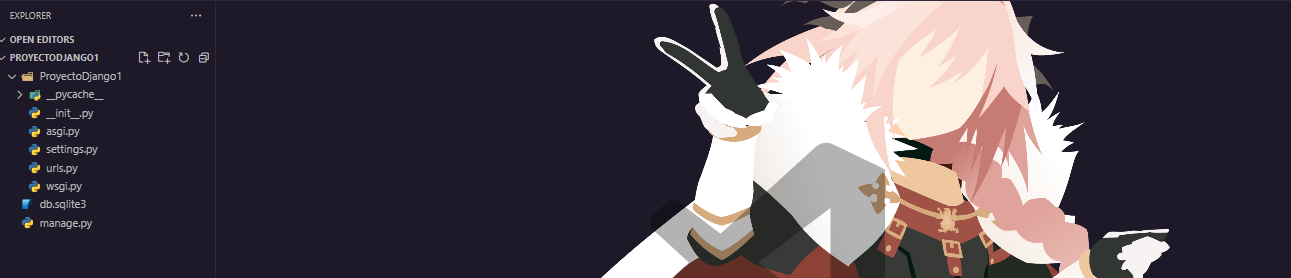 EXPLORER
OPEN EDITORS
PROYECTODJANGO1
ProyectoDjango1
__pycache__
__init__.py
asgi.py
settings.py
urls.py
wsgi.py
db.sqlite3
manage.py